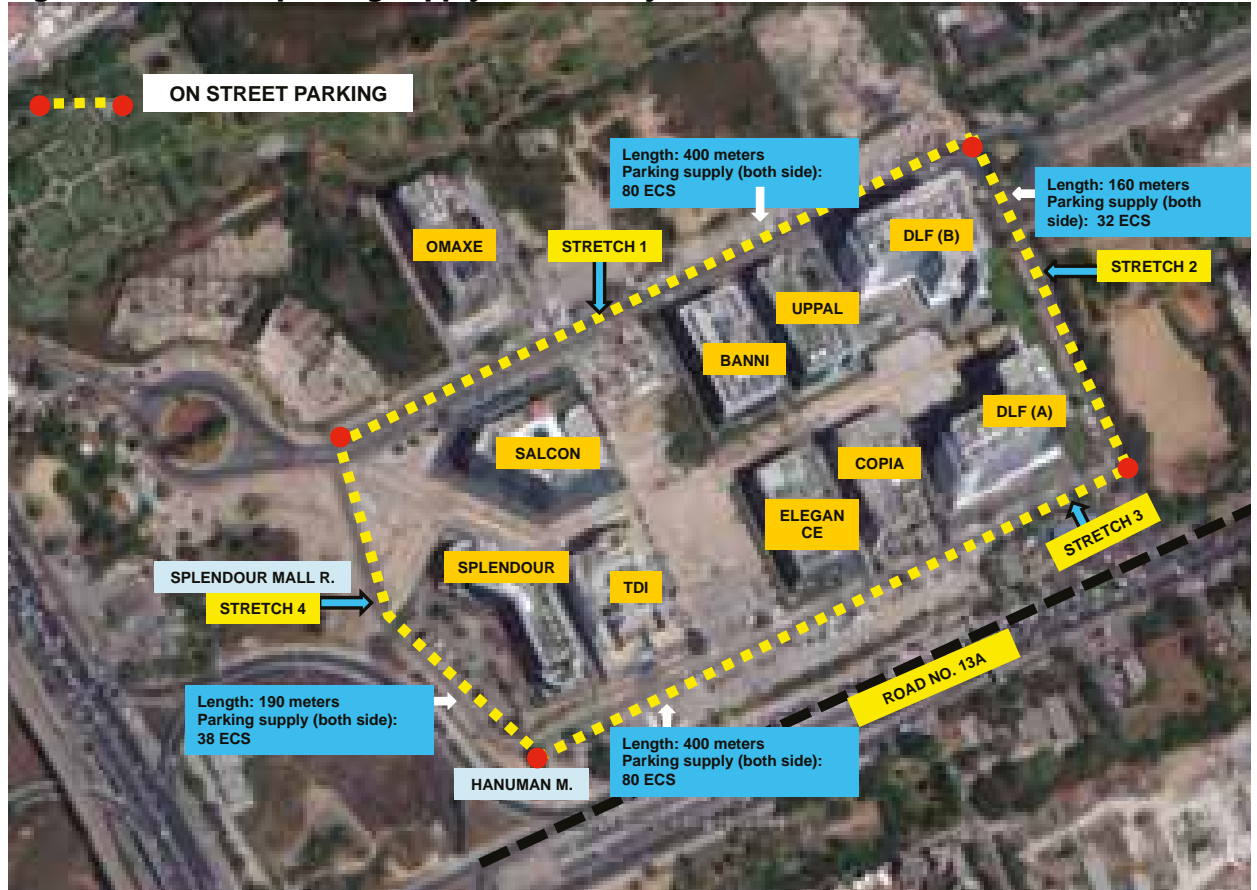 ON STREET PARKING
Length: 400 meters
Parking supply (both side):
80 ECS
Length: 160 meters
Parking supply (both
side): 32 ECS
OMAXE
STRETCH 1
DLF (B)
STRETCH 2
UPPAL
BANNI
DLF (A)
SALCON
COPIA
ELEGAN
CE
STRETCH 3
SPLENDOUR
SPLENDOUR MALL R.
STRETCH 4
TDI
ROAD NO. 13A
Length: 190 meters
Parking supply (both side):
38 ECS
Length: 400 meters
Parking supply (both side):
80 ECS
HANUMAN M.